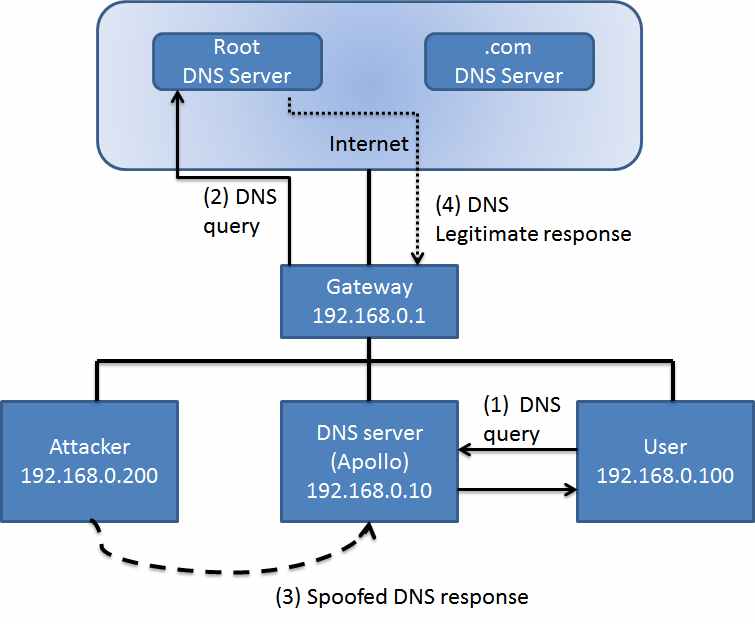 Root
DNS Server
.com
DNS Server
Internet
(2) DNS
query
(4) DNS
Legitimate response
Gateway
192.168.0.1
Attacker
192.168.0.200
DNS server
(Apollo)
192.168.0.10
(1) DNS
query
User
192.168.0.100
(3) Spoofed DNS response